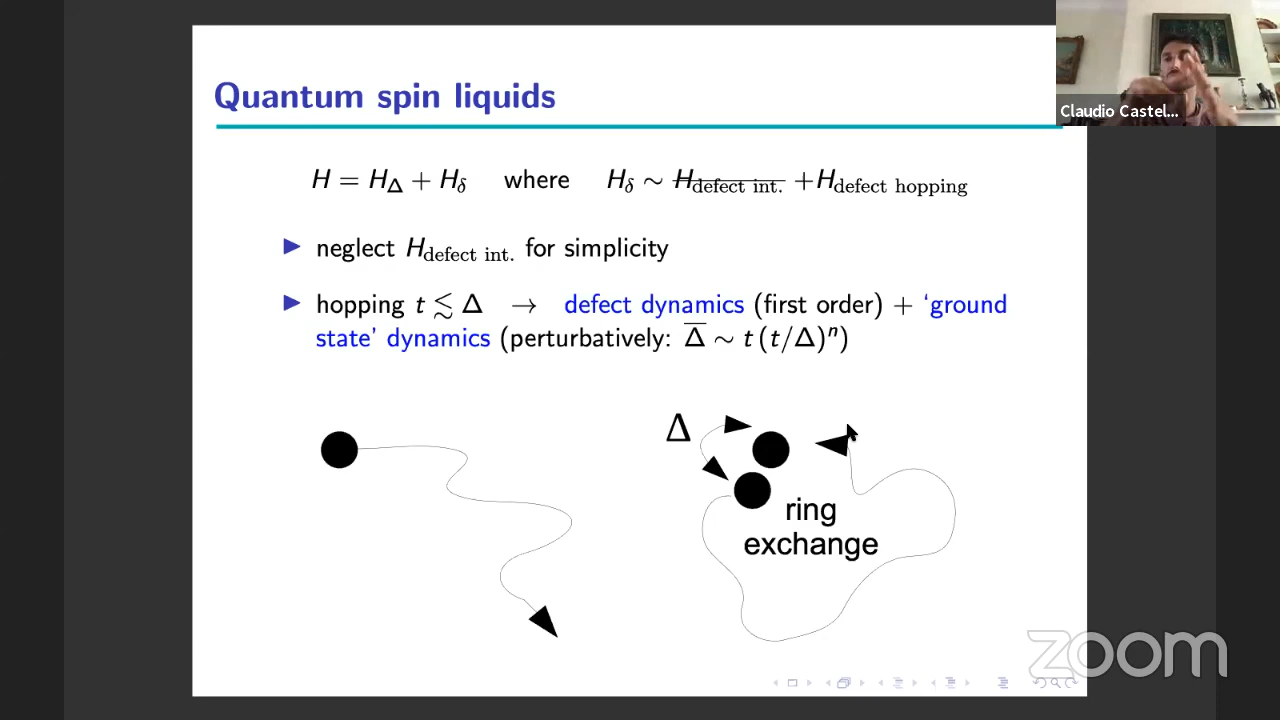 Quantum spin liquids
Claudio Castel...
H = H_Δ + H_δ where H_δ ∼ H_defect int. + H_defect hopping
▶ neglect H_defect int. for simplicity
▶ hopping t ≲ Δ → defect dynamics (first order) + ‘ground
state’ dynamics (perturbatively: Δ̅ ∼ t (t/Δ)ⁿ)
Δ
ring
exchange
zoom